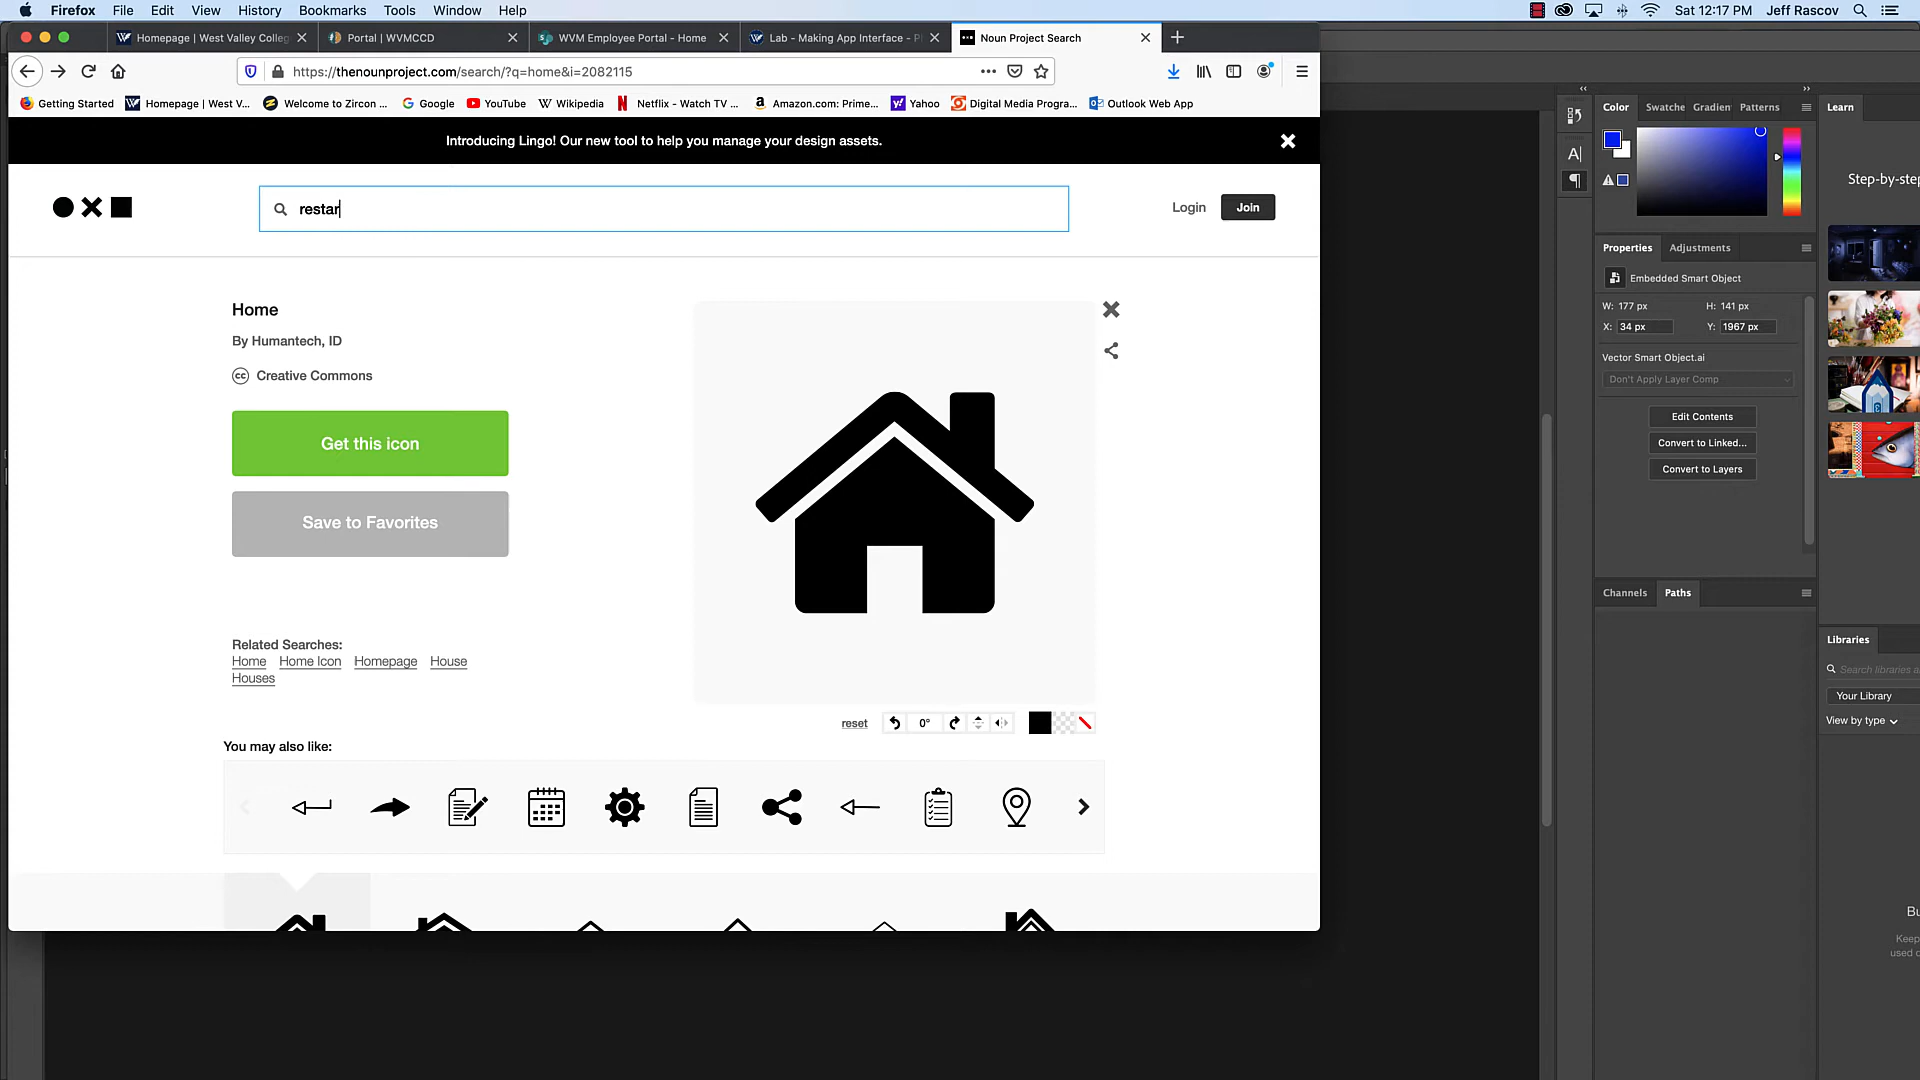 Firefox File Edit View History Bookmarks Tools Window Help Sat 12:17 PM Jeff Rascov
Homepage | West Valley Colleg Portal | WVMCCD WVM Employee Portal - Home Lab - Making App Interface - Pl Noun Project Search
https://thenounproject.com/search/?q=home&i=2082115
Getting Started Homepage | West V... Welcome to Zircon ... Google YouTube Wikipedia Netflix - Watch TV ... Amazon.com: Prime... Yahoo Digital Media Progra... Outlook Web App
Introducing Lingo! Our new tool to help you manage your design assets.
restar
Login Join
Home
By Humantech, ID
Creative Commons
Get this icon
Save to Favorites
Related Searches:
Home Home Icon Homepage House
Houses
reset 0°
You may also like:
Color Swatche Gradien Patterns
Properties Adjustments
Embedded Smart Object
W: 177 px H: 141 px
X: 34 px Y: 1967 px
Vector Smart Object.ai
Don't Apply Layer Comp
Edit Contents
Convert to Linked...
Convert to Layers
Channels Paths
Learn
Step-by-step
Libraries
Search libraries a
Your Library
View by type
Bu
Keep
used o